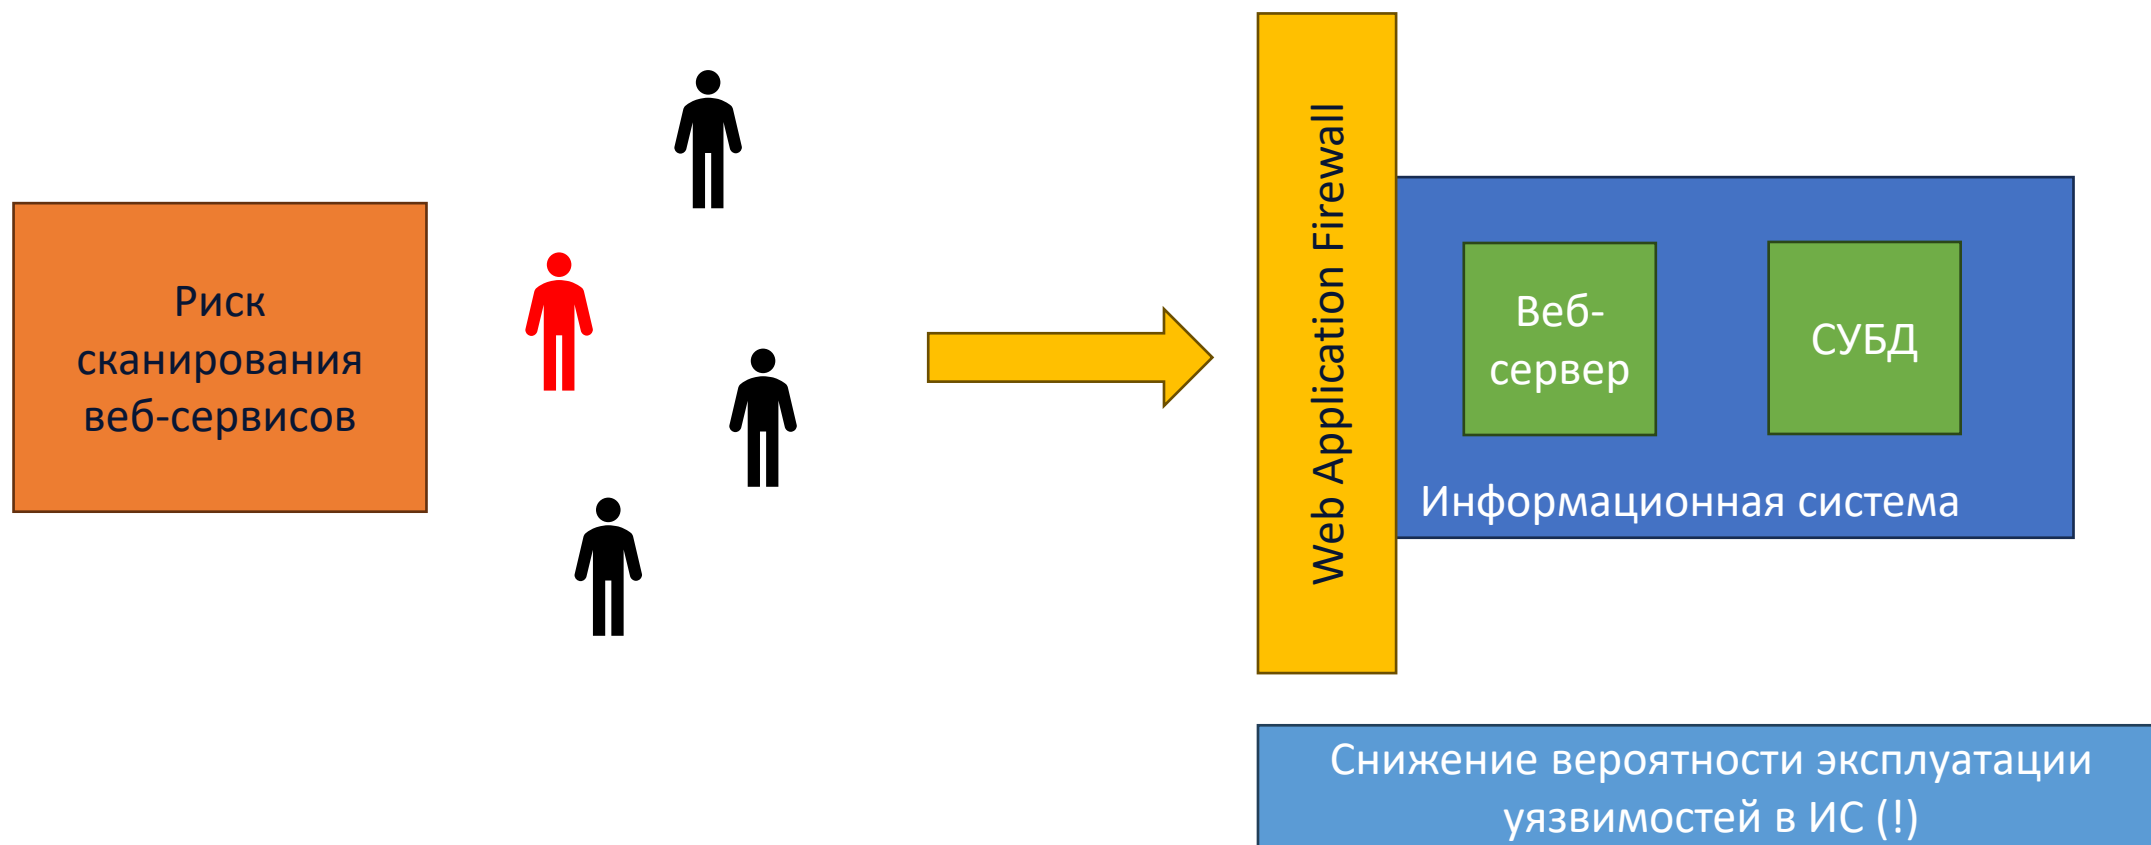 Риск
сканирования
веб-сервисов
Web Application Firewall
Веб-
сервер
СУБД
Информационная система
Снижение вероятности эксплуатации
уязвимостей в ИС (!)